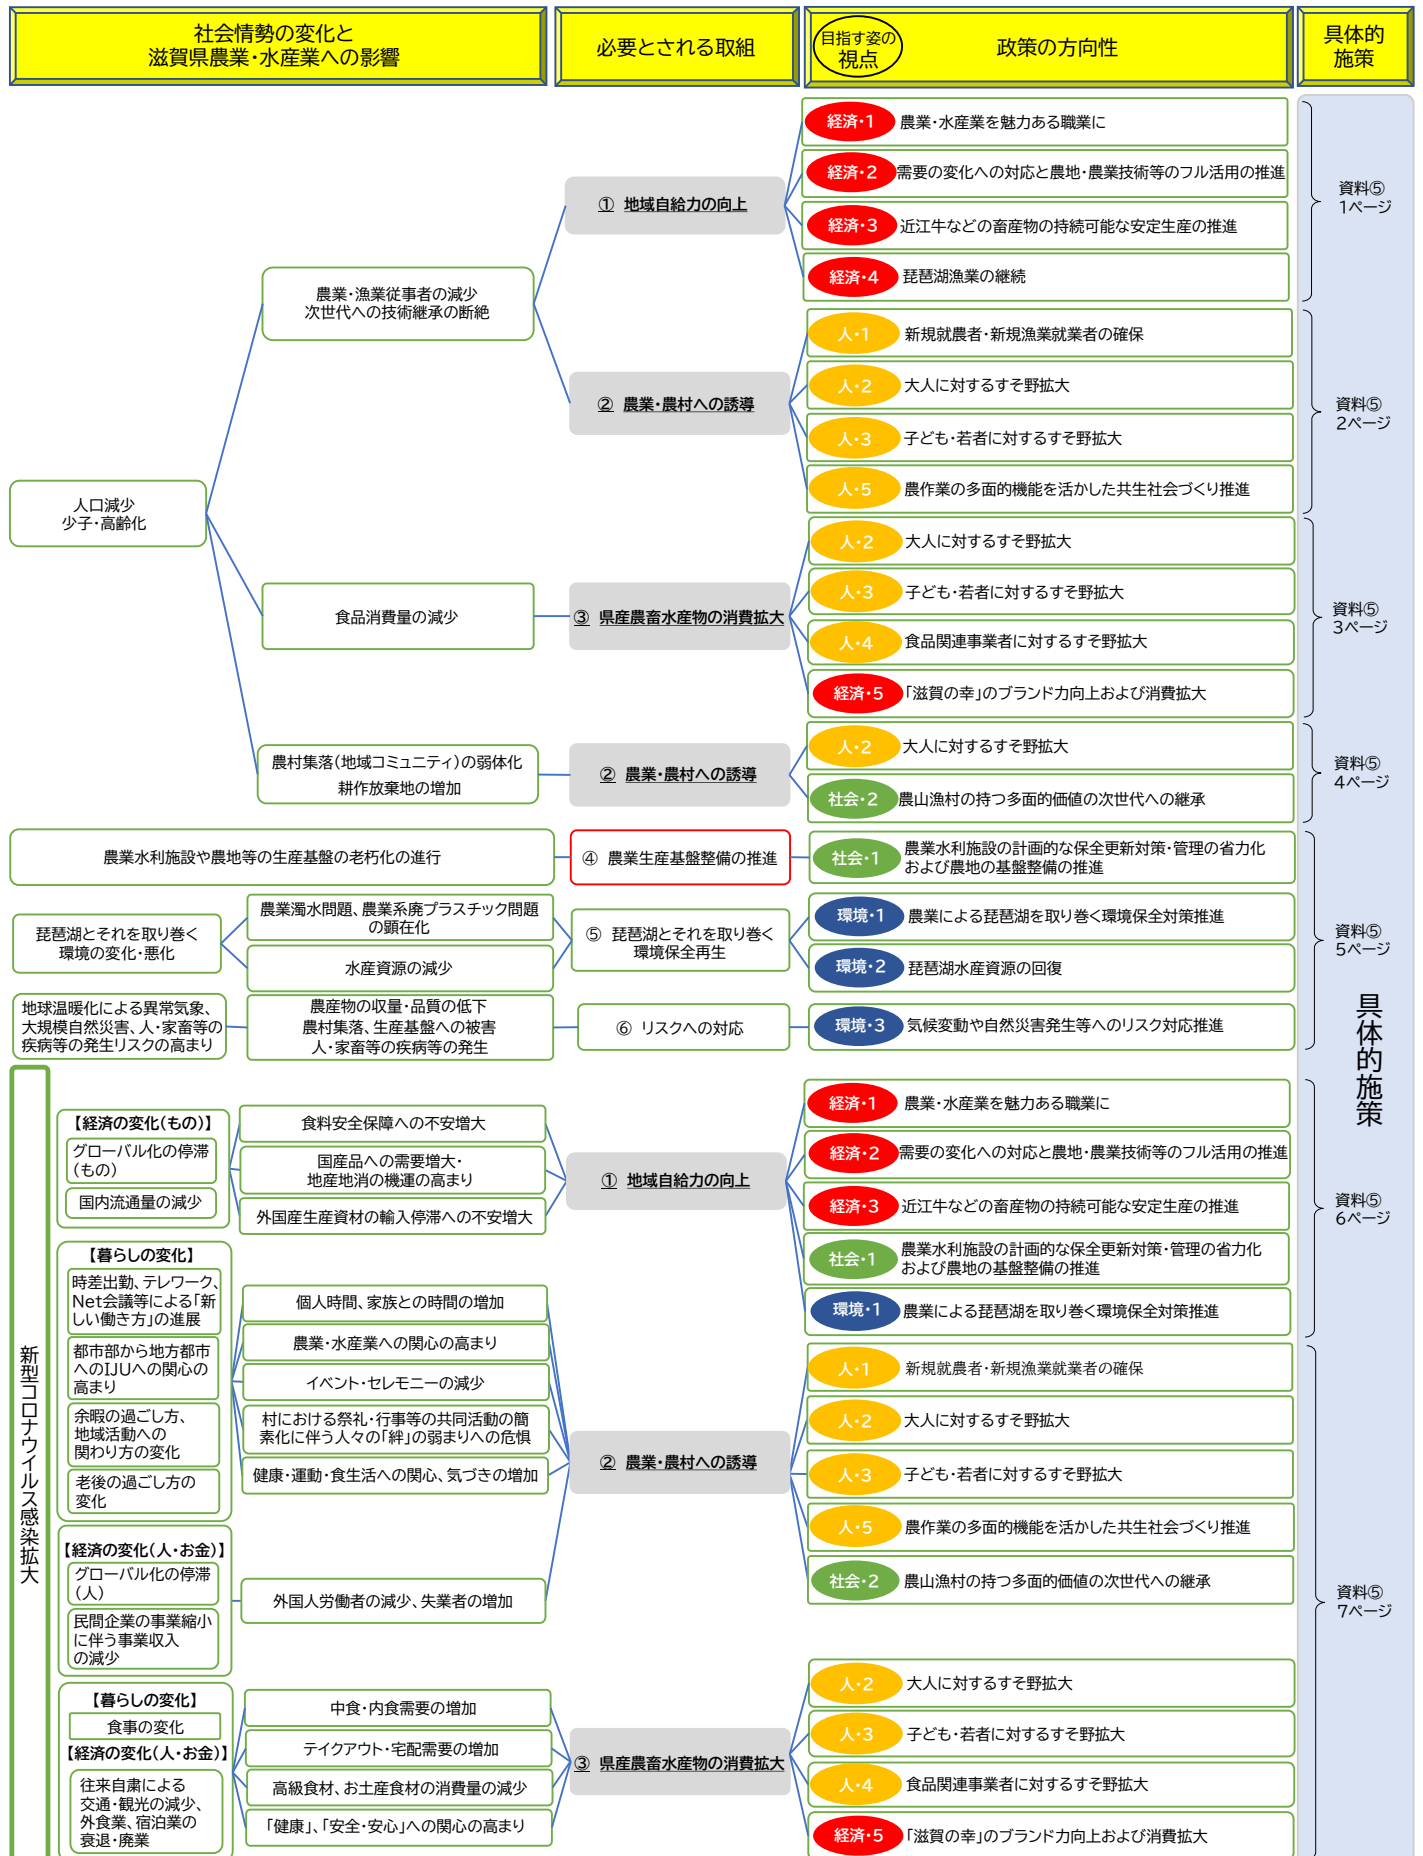 社会情勢の変化と
滋賀県農業・水産業への影響
必要とされる取組
目指す姿の
視点
政策の方向性
具体的
施策
人口減少
少子・高齢化
農業・漁業従事者の減少
次世代への技術継承の断絶
① 地域自給力の向上
経済・1 農業・水産業を魅力ある職業に
経済・2 需要の変化への対応と農地・農業技術等のフル活用の推進
経済・3 近江牛などの畜産物の持続可能な安定生産の推進
経済・4 琵琶湖漁業の継続
資料⑤
1ページ
② 農業・農村への誘導
人・1 新規就農者・新規漁業就業者の確保
人・2 大人に対するすそ野拡大
人・3 子ども・若者に対するすそ野拡大
人・5 農作業の多面的機能を活かした共生社会づくり推進
資料⑤
2ページ
食品消費量の減少
③ 県産農畜水産物の消費拡大
人・2 大人に対するすそ野拡大
人・3 子ども・若者に対するすそ野拡大
人・4 食品関連事業者に対するすそ野拡大
経済・5 「滋賀の幸」のブランド力向上および消費拡大
資料⑤
3ページ
農村集落(地域コミュニティ)の弱体化
耕作放棄地の増加
② 農業・農村への誘導
人・2 大人に対するすそ野拡大
社会・2 農山漁村の持つ多面的価値の次世代への継承
資料⑤
4ページ
農業水利施設や農地等の生産基盤の老朽化の進行
④ 農業生産基盤整備の推進
社会・1 農業水利施設の計画的な保全更新対策・管理の省力化
および農地の基盤整備の推進
琵琶湖とそれを取り巻く
環境の変化・悪化
農業濁水問題、農業系廃プラスチック問題
の顕在化
水産資源の減少
⑤ 琵琶湖とそれを取り巻く
環境保全再生
環境・1 農業による琵琶湖を取り巻く環境保全対策推進
環境・2 琵琶湖水産資源の回復
資料⑤
5ページ
地球温暖化による異常気象、
大規模自然災害、人・家畜等の
疾病等の発生リスクの高まり
農産物の収量・品質の低下
農村集落、生産基盤への被害
人・家畜等の疾病等の発生
⑥ リスクへの対応
環境・3 気候変動や自然災害発生等へのリスク対応推進
具体的施策
新型コロナウイルス感染拡大
【経済の変化(もの)】
グローバル化の停滞
(もの)
国内流通量の減少
食料安全保障への不安増大
国産品への需要増大・
地産地消の機運の高まり
外国産生産資材の輸入停滞への不安増大
① 地域自給力の向上
経済・1 農業・水産業を魅力ある職業に
経済・2 需要の変化への対応と農地・農業技術等のフル活用の推進
経済・3 近江牛などの畜産物の持続可能な安定生産の推進
社会・1 農業水利施設の計画的な保全更新対策・管理の省力化
および農地の基盤整備の推進
環境・1 農業による琵琶湖を取り巻く環境保全対策推進
資料⑤
6ページ
【暮らしの変化】
時差出勤、テレワーク、
Net会議等による「新
しい働き方」の進展
都市部から地方都市
へのIJUへの関心の
高まり
余暇の過ごし方、
地域活動への
関わり方の変化
老後の過ごし方の
変化
個人時間、家族との時間の増加
農業・水産業への関心の高まり
イベント・セレモニーの減少
村における祭礼・行事等の共同活動の簡
素化に伴う人々の「絆」の弱まりへの危惧
健康・運動・食生活への関心、気づきの増加
② 農業・農村への誘導
人・1 新規就農者・新規漁業就業者の確保
人・2 大人に対するすそ野拡大
人・3 子ども・若者に対するすそ野拡大
人・5 農作業の多面的機能を活かした共生社会づくり推進
社会・2 農山漁村の持つ多面的価値の次世代への継承
資料⑤
7ページ
【経済の変化(人・お金)】
グローバル化の停滞
(人)
民間企業の事業縮小
に伴う事業収入
の減少
外国人労働者の減少、失業者の増加
【暮らしの変化】
食事の変化
【経済の変化(人・お金)】
往来自粛による
交通・観光の減少、
外食業、宿泊業の
衰退・廃業
中食・内食需要の増加
テイクアウト・宅配需要の増加
高級食材、お土産食材の消費量の減少
「健康」、「安全・安心」への関心の高まり
③ 県産農畜水産物の消費拡大
人・2 大人に対するすそ野拡大
人・3 子ども・若者に対するすそ野拡大
人・4 食品関連事業者に対するすそ野拡大
経済・5 「滋賀の幸」のブランド力向上および消費拡大